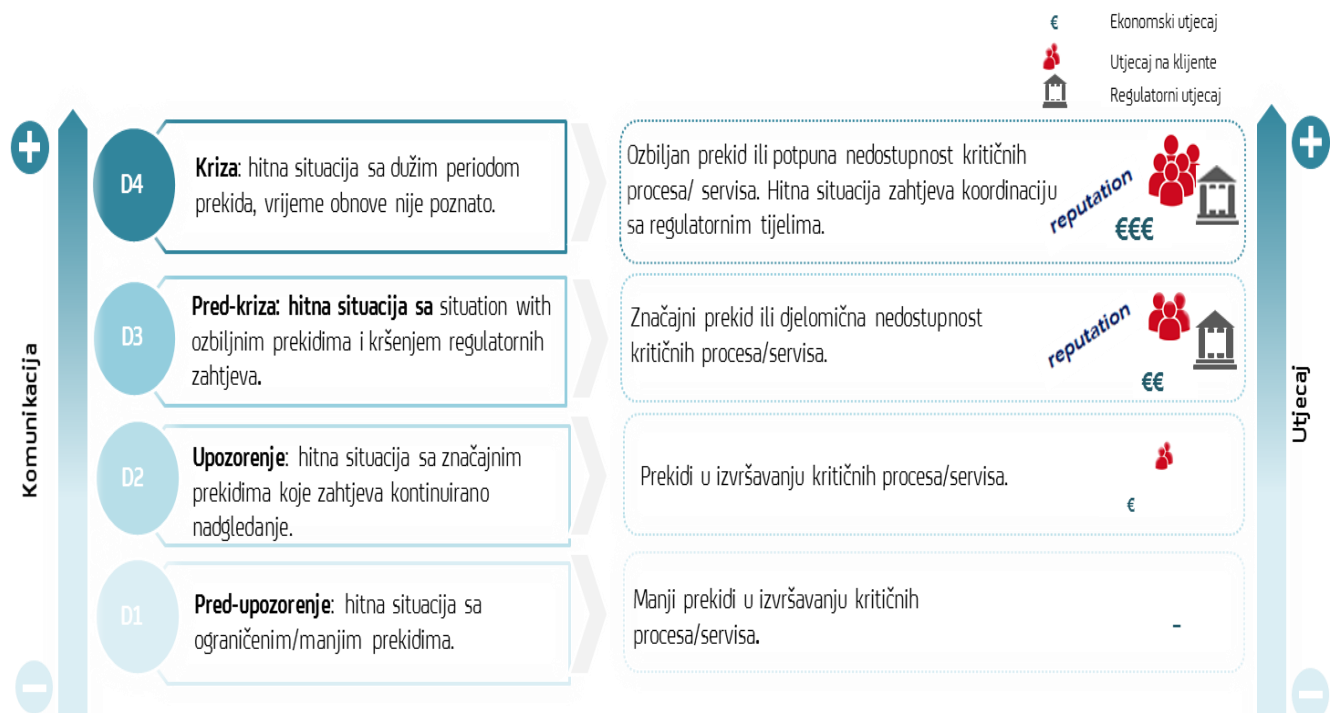 € Ekonomski utjecaj
Utjecaj na klijente
Regulatorni utjecaj
Komunikacija
Utjecaj
D4
Kriza: hitna situacija sa dužim periodom
prekida, vrijeme obnove nije poznato.
Ozbiljan prekid ili potpuna nedostupnost kritičnih
procesa/ servisa. Hitna situacija zahtjeva koordinaciju
sa regulatornim tijelima.
reputation
€€€
D3
Pred-kriza: hitna situacija sa situation with
ozbiljnim prekidima i kršenjem regulatornih
zahtjeva.
Značajni prekid ili djelomična nedostupnost
kritičnih procesa/servisa.
reputation
€€
D2
Upozorenje: hitna situacija sa značajnim
prekidima koje zahtjeva kontinuirano
nadgledanje.
Prekidi u izvršavanju kritičnih procesa/servisa.
€
D1
Pred-upozorenje: hitna situacija sa
ograničenim/manjim prekidima.
Manji prekidi u izvršavanju kritičnih
procesa/servisa.
-